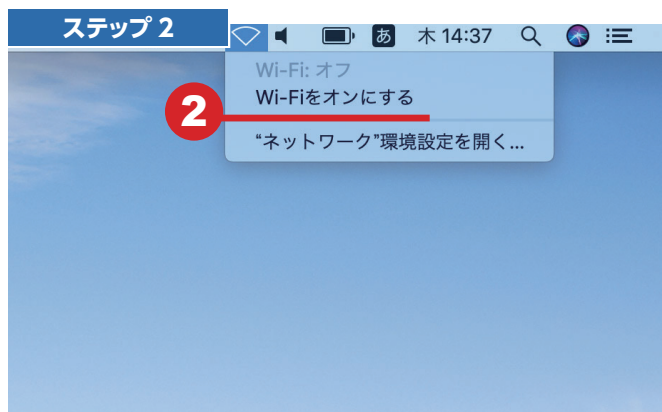 ステップ 2
あ 木 14:37
Wi-Fi: オフ
2
Wi-Fiをオンにする
“ネットワーク”環境設定を開く...